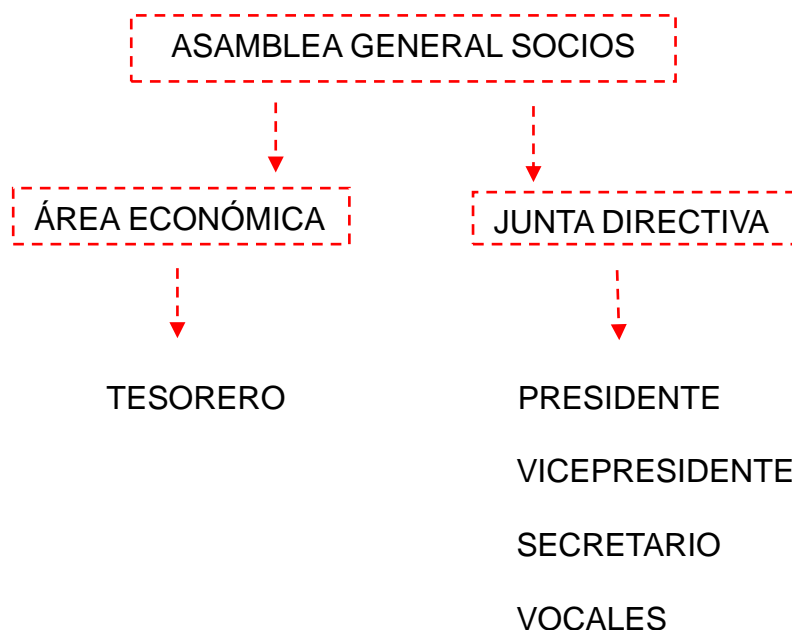 ASAMBLEA GENERAL SOCIOS
ÁREA ECONÓMICA
JUNTA DIRECTIVA
TESORERO
PRESIDENTE
VICEPRESIDENTE
SECRETARIO
VOCALES